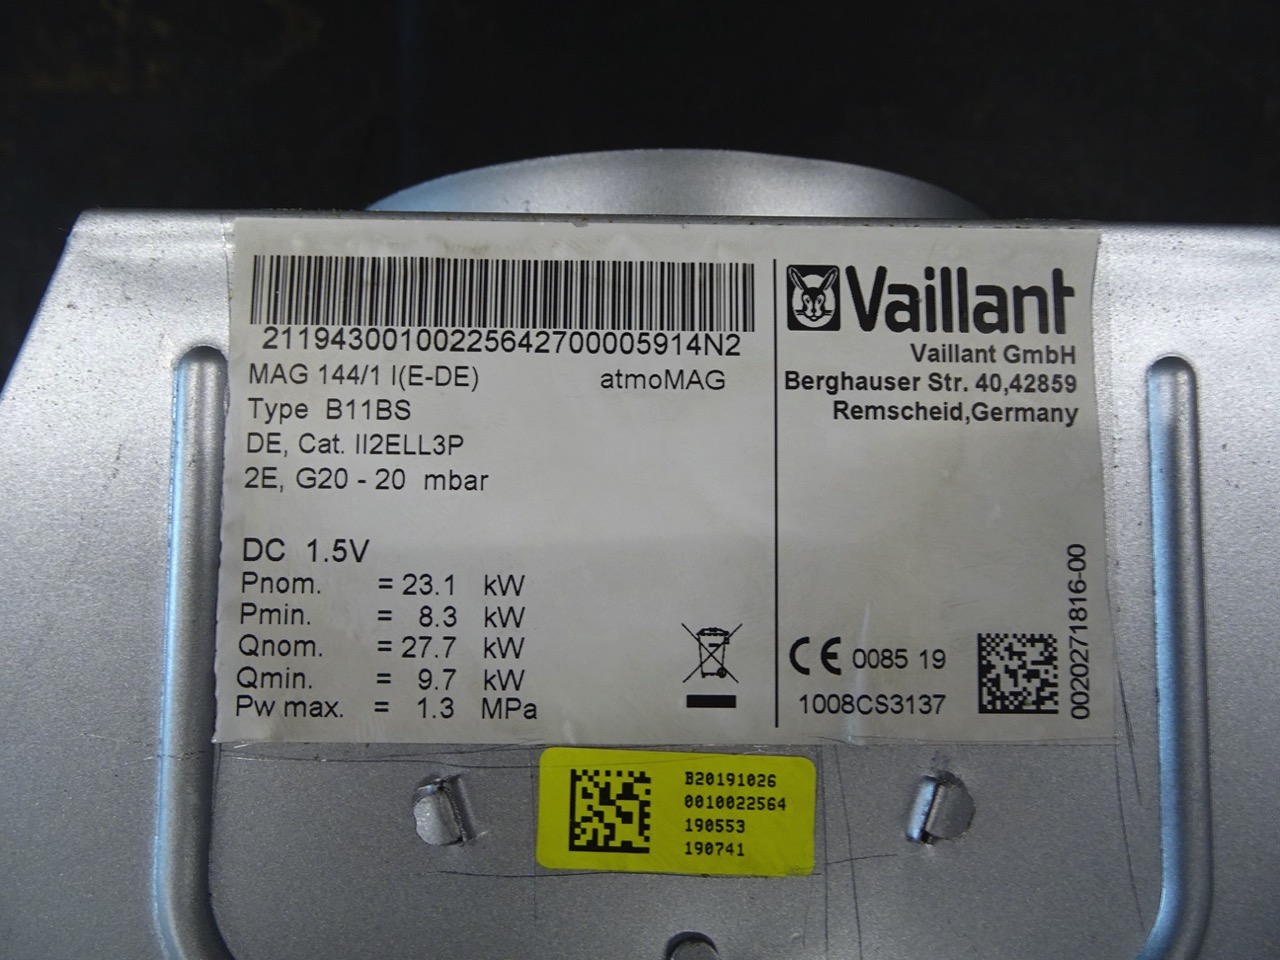 21194300100225642700005914N2
MAG 144/1 I(E-DE) atmoMAG
Type B11BS
DE, Cat. II2ELL3P
2E, G20 - 20 mbar
DC 1.5V
Pnom. = 23.1 kW
Pmin. = 8.3 kW
Qnom. = 27.7 kW
Qmin. = 9.7 kW
Pw max. = 1.3 MPa
Vaillant
Vaillant GmbH
Berghauser Str. 40,42859
Remscheid,Germany
CE 0085 19
1008CS3137
0020271816-00
B20191026
0010022564
190553
190741